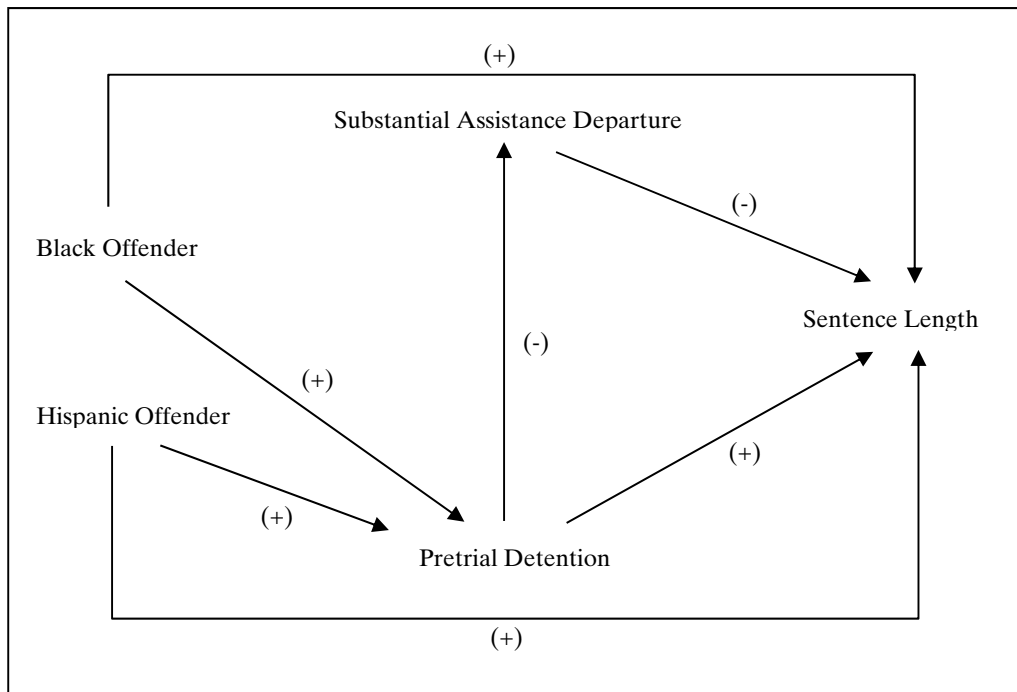 (+)
Substantial Assistance Departure
(-)
Black Offender
Sentence Length
(-)
(+)
Hispanic Offender
(+)
(+)
Pretrial Detention
(+)